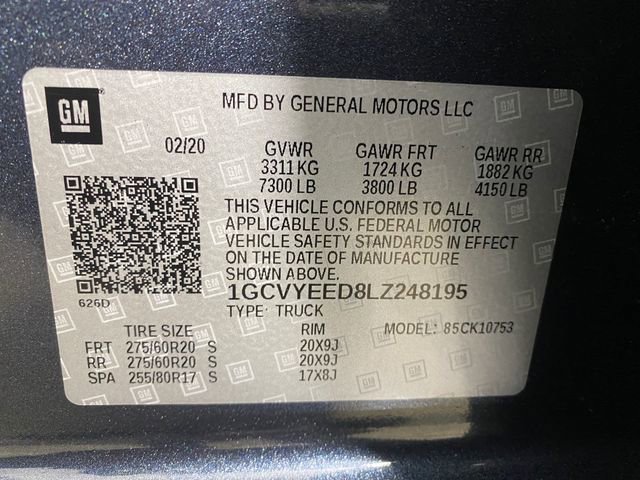 GM
MFD BY GENERAL MOTORS LLC
02/20 GVWR GAWR FRT GAWR RR
3311 KG 1724 KG 1882 KG
7300 LB 3800 LB 4150 LB
THIS VEHICLE CONFORMS TO ALL
APPLICABLE U.S. FEDERAL MOTOR
VEHICLE SAFETY STANDARDS IN EFFECT
ON THE DATE OF MANUFACTURE
SHOWN ABOVE.
626D
1GCVYEED8LZ248195
TYPE: TRUCK MODEL: 85CK10753
TIRE SIZE RIM
FRT 275/60R20 S 20X9J
RR 275/60R20 S 20X9J
SPA 255/80R17 S 17X8J